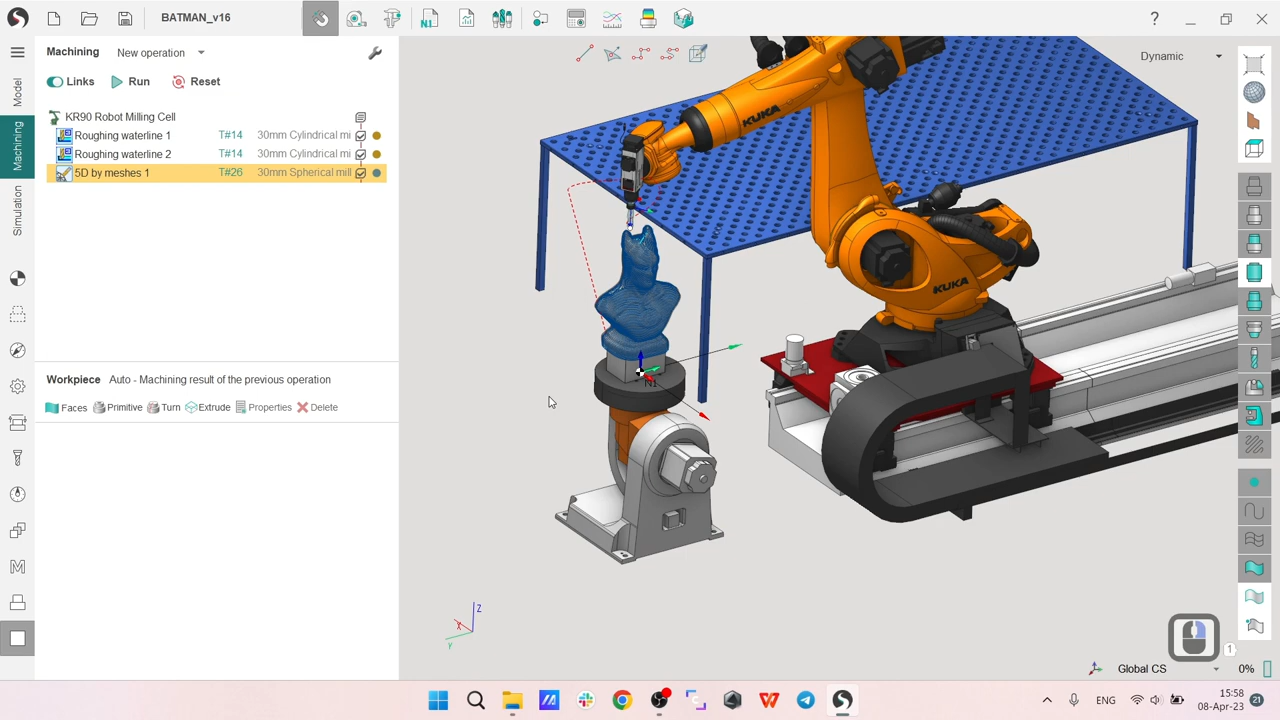 BATMAN_v16
N1
?
Machining
New operation
Run
Reset
Dynamic
Model
Machining
Simulation
KR90 Robot Milling Cell
Roughing waterline 1 T#14 30mm Cylindrical mi
Roughing waterline 2 T#14 30mm Cylindrical mi
5D by meshes 1 T#26 30mm Spherical mill
KUKA
KUKA
Workpiece Auto - Machining result of the previous operation
Faces Primitive Turn Extrude Properties Delete
Z
X
Y
1
Global CS 0%
ENG
15:58
08-Apr-23
21